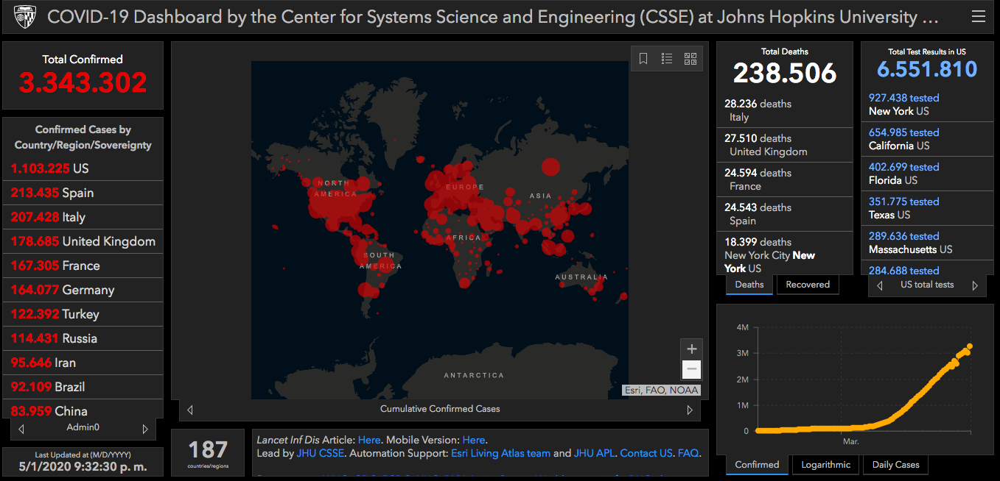 COVID-19 Dashboard by the Center for Systems Science and Engineering (CSSE) at Johns Hopkins University ...
Total Confirmed
3.343.302
Confirmed Cases by
Country/Region/Sovereignty
1.103.225 US
213.435 Spain
207.428 Italy
178.685 United Kingdom
167.305 France
164.077 Germany
122.392 Turkey
114.431 Russia
95.646 Iran
92.109 Brazil
83.959 China
Admin0
Last Updated at (M/D/YYYY)
5/1/2020 9:32:30 p. m.
NORTH
AMERICA
EUROPE
ASIA
AFRICA
SOUTH
AMERICA
AUSTRALIA
ANTARCTICA
+
−
Esri, FAO, NOAA
Cumulative Confirmed Cases
187
countries/regions
Lancet Inf Dis Article: Here. Mobile Version: Here.
Lead by JHU CSSE. Automation Support: Esri Living Atlas team and JHU APL. Contact US. FAQ.
Total Deaths
238.506
28.236 deaths
Italy
27.510 deaths
United Kingdom
24.594 deaths
France
24.543 deaths
Spain
18.399 deaths
New York City New
York US
Deaths
Recovered
Total Test Results in US
6.551.810
927.438 tested
New York US
654.985 tested
California US
402.699 tested
Florida US
351.775 tested
Texas US
289.636 tested
Massachusetts US
284.688 tested
US total tests
4M
3M
2M
1M
0
Mar.
Confirmed
Logarithmic
Daily Cases